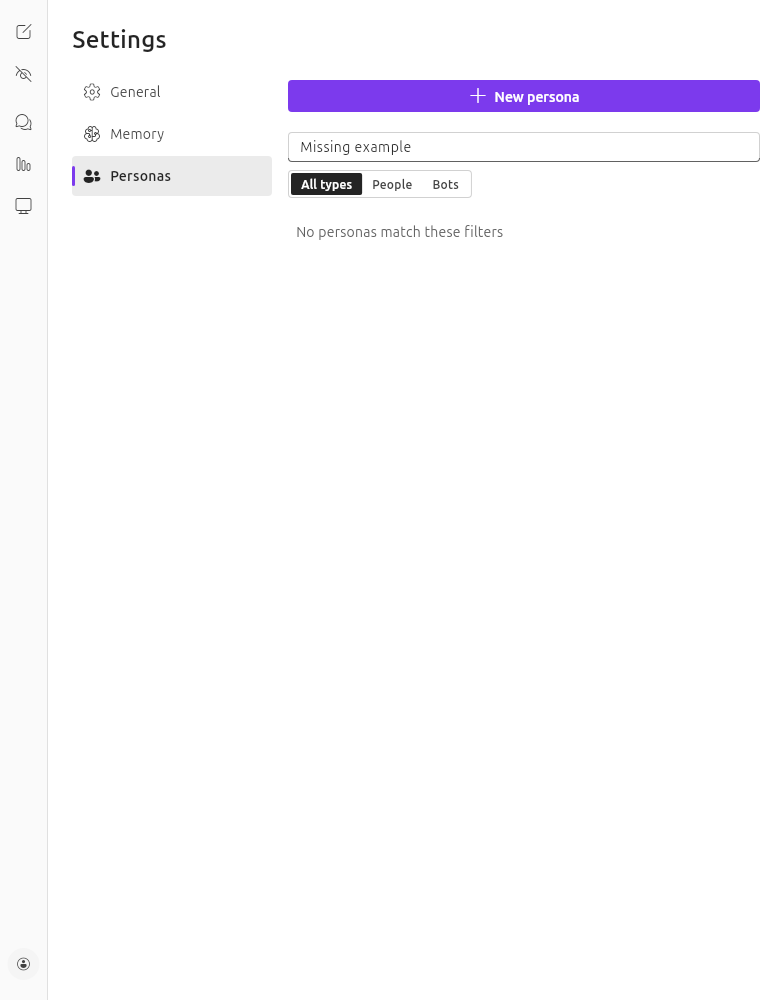 Settings
General
Memory
Personas
New persona
Missing example
All types People Bots
No personas match these filters